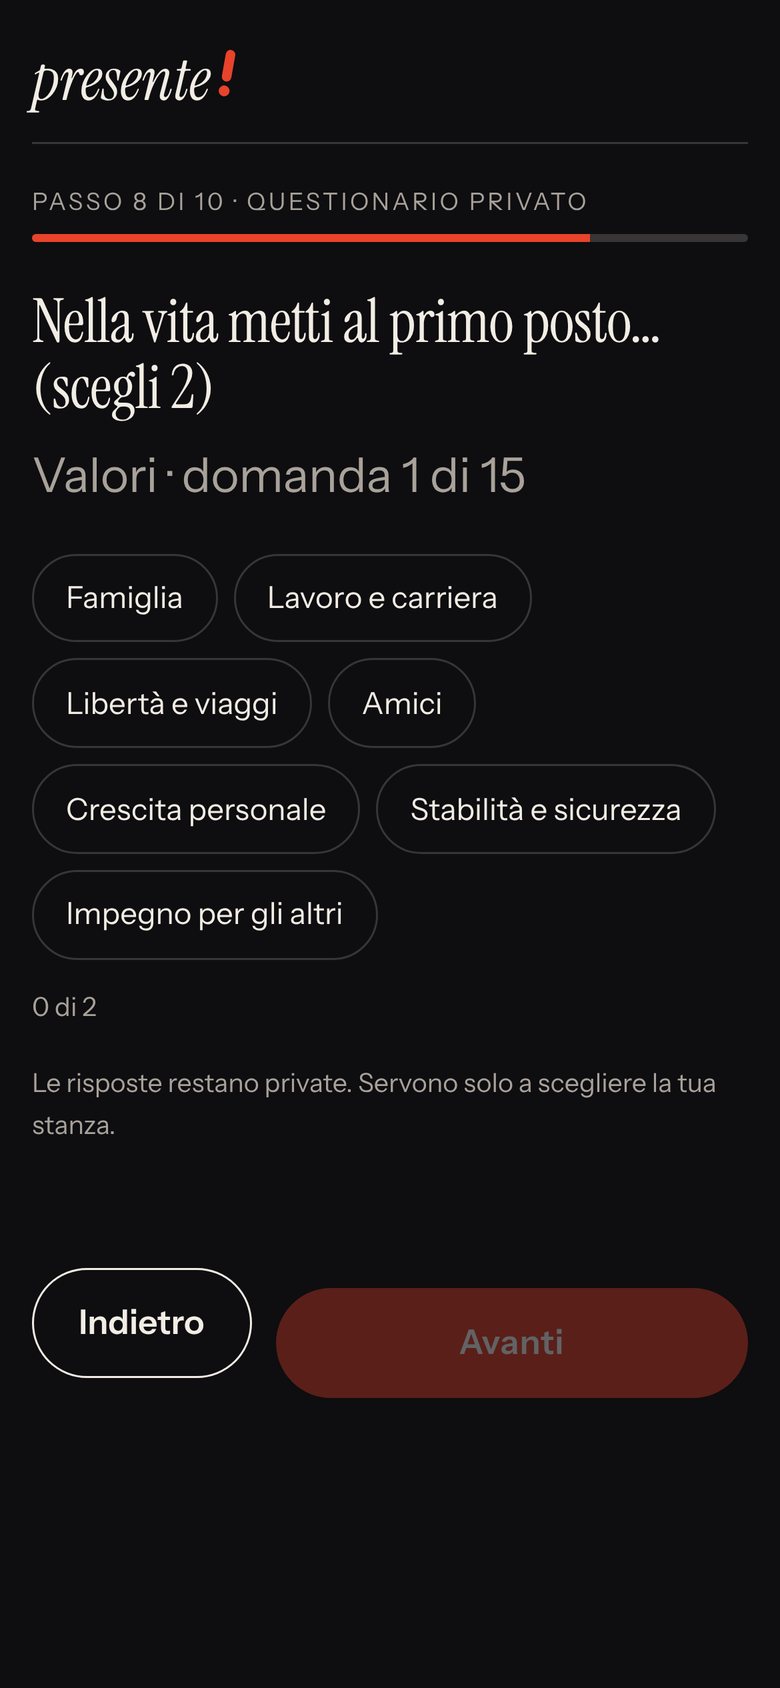 presente!
PASSO 8 DI 10 · QUESTIONARIO PRIVATO
Nella vita metti al primo posto…
(scegli 2)
Valori · domanda 1 di 15
Famiglia
Lavoro e carriera
Libertà e viaggi
Amici
Crescita personale
Stabilità e sicurezza
Impegno per gli altri
0 di 2
Le risposte restano private. Servono solo a scegliere la tua
stanza.
Indietro
Avanti